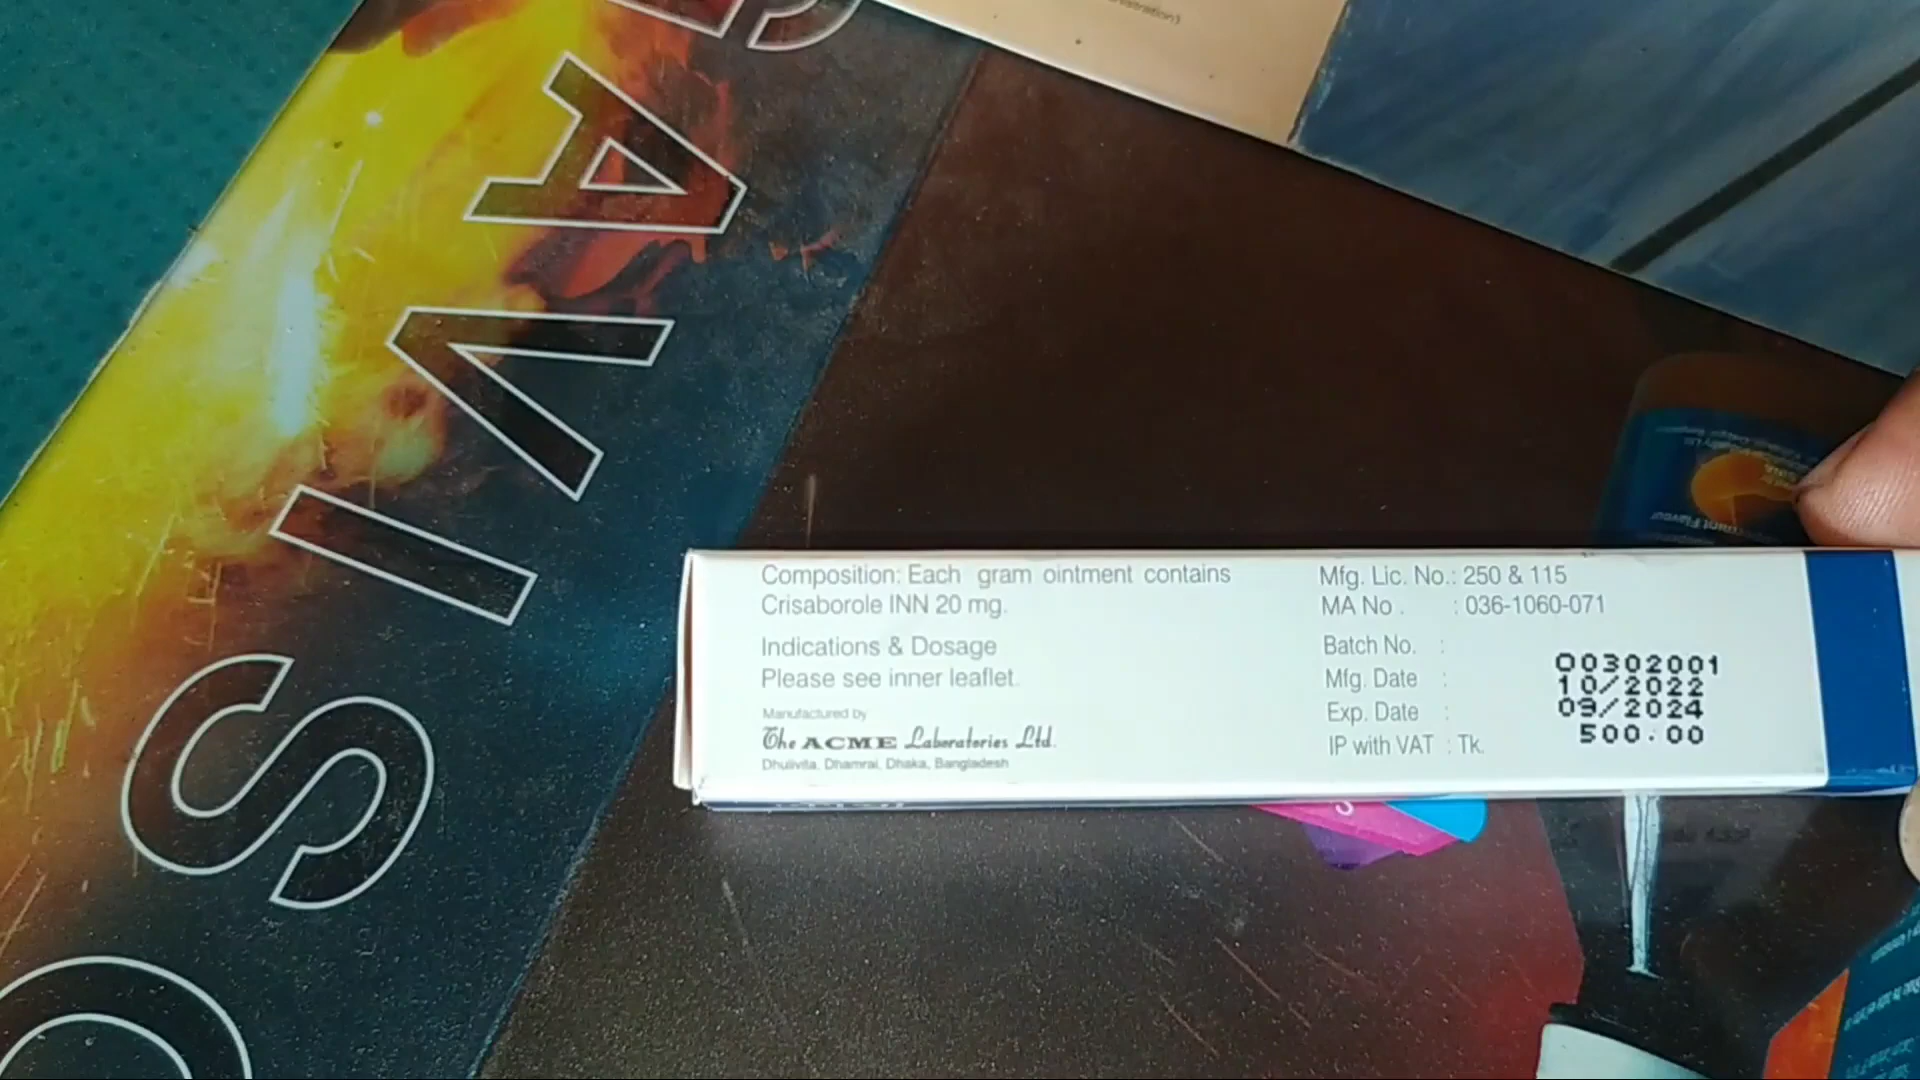 Composition: Each gram ointment contains
Crisaborole INN 20 mg.
Indications & Dosage
Please see inner leaflet.
Manufactured by
The ACME Laboratories Ltd.
Dhulivita, Dhamrai, Dhaka, Bangladesh
Mfg. Lic. No.: 250 & 115
MA No. : 036-1060-071
Batch No. : 00302001
Mfg. Date : 10/2022
Exp. Date : 09/2024
IP with VAT : Tk. 500.00
AVIS